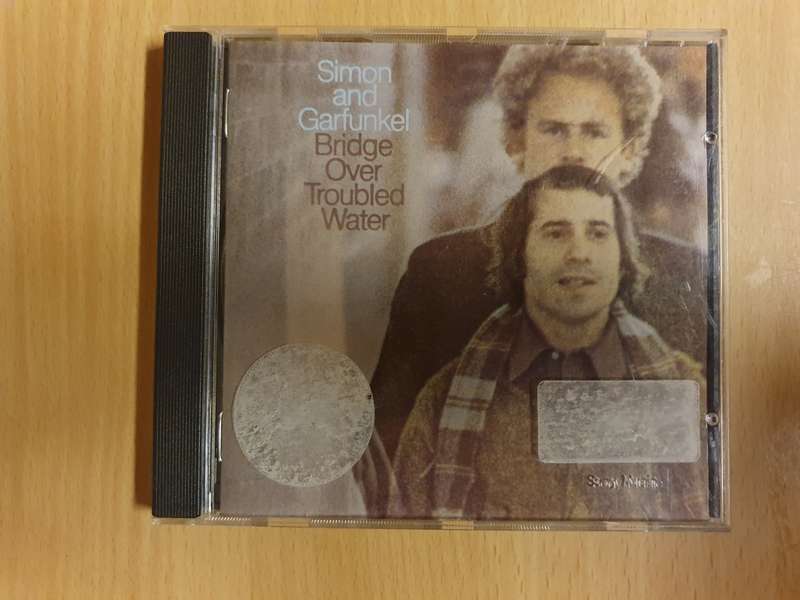 Simon
and
Garfunkel
Bridge
Over
Troubled
Water